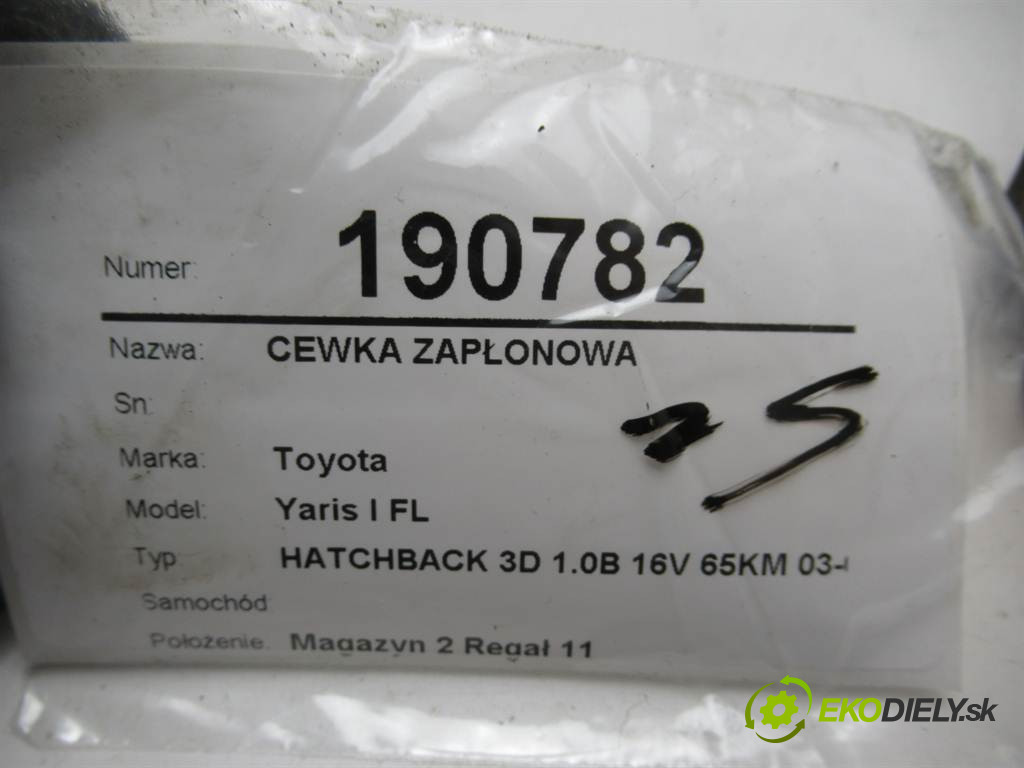 Numer: 190782
Nazwa: CEWKA ZAPŁONOWA
Sn:
Marka: Toyota
Model: Yaris I FL
Typ HATCHBACK 3D 1.0B 16V 65KM 03-
Samochód
Położenie Magazyn 2 Regał 11
EKODIELY.sk